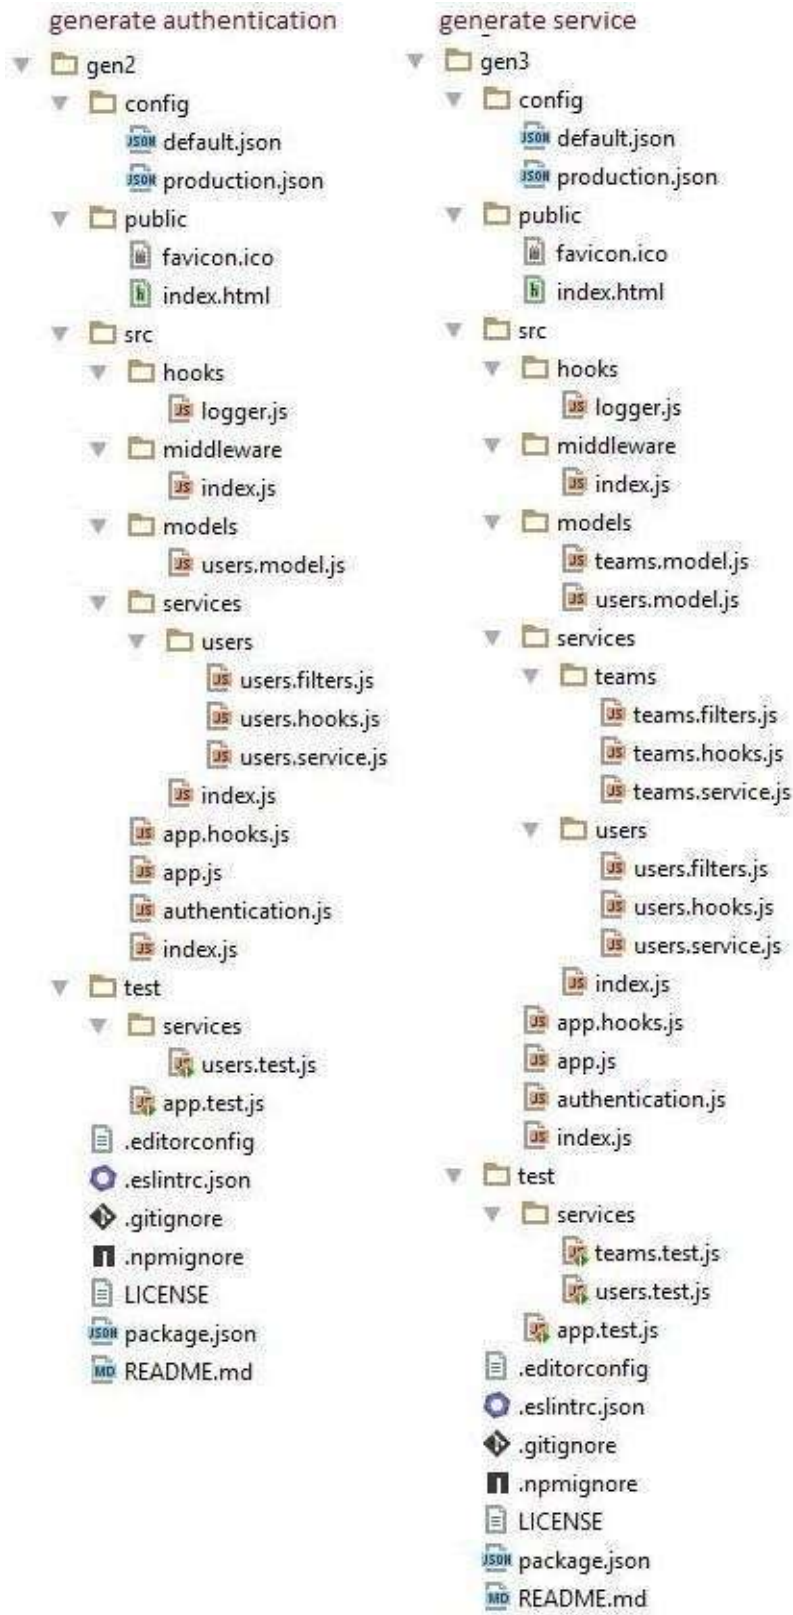 generate authentication
gen2
config
default.json
production.json
public
favicon.ico
index.html
src
hooks
logger.js
middleware
index.js
models
users.model.js
services
users
users.filters.js
users.hooks.js
users.service.js
index.js
app.hooks.js
app.js
authentication.js
index.js
test
services
users.test.js
app.test.js
.editorconfig
.eslintrc.json
.gitignore
.npmignore
LICENSE
package.json
README.md
generate service
gen3
config
default.json
production.json
public
favicon.ico
index.html
src
hooks
logger.js
middleware
index.js
models
teams.model.js
users.model.js
services
teams
teams.filters.js
teams.hooks.js
teams.service.js
users
users.filters.js
users.hooks.js
users.service.js
index.js
app.hooks.js
app.js
authentication.js
index.js
test
services
teams.test.js
users.test.js
app.test.js
.editorconfig
.eslintrc.json
.gitignore
.npmignore
LICENSE
package.json
README.md